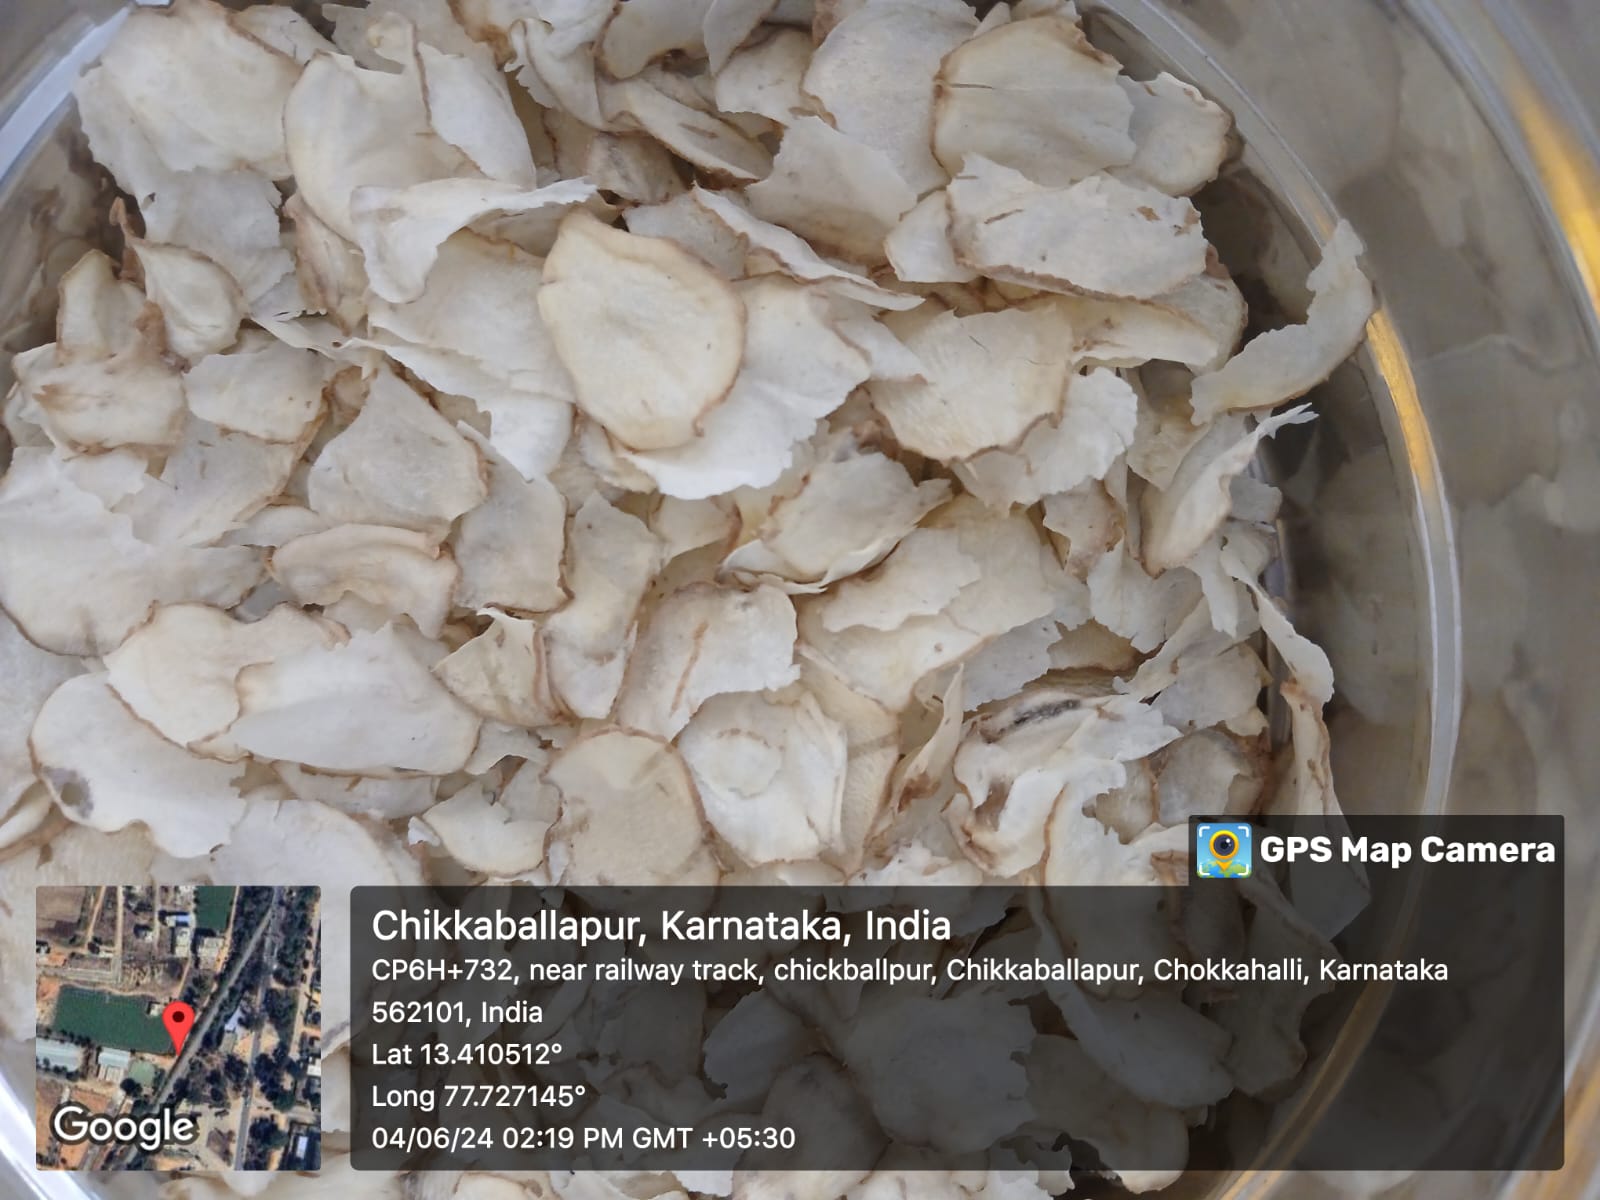 GPS Map Camera
Chikkaballapur, Karnataka, India
CP6H+732, near railway track, chickballpur, Chikkaballapur, Chokkahalli, Karnataka
562101, India
Lat 13.410512°
Long 77.727145°
04/06/24 02:19 PM GMT +05:30
Google